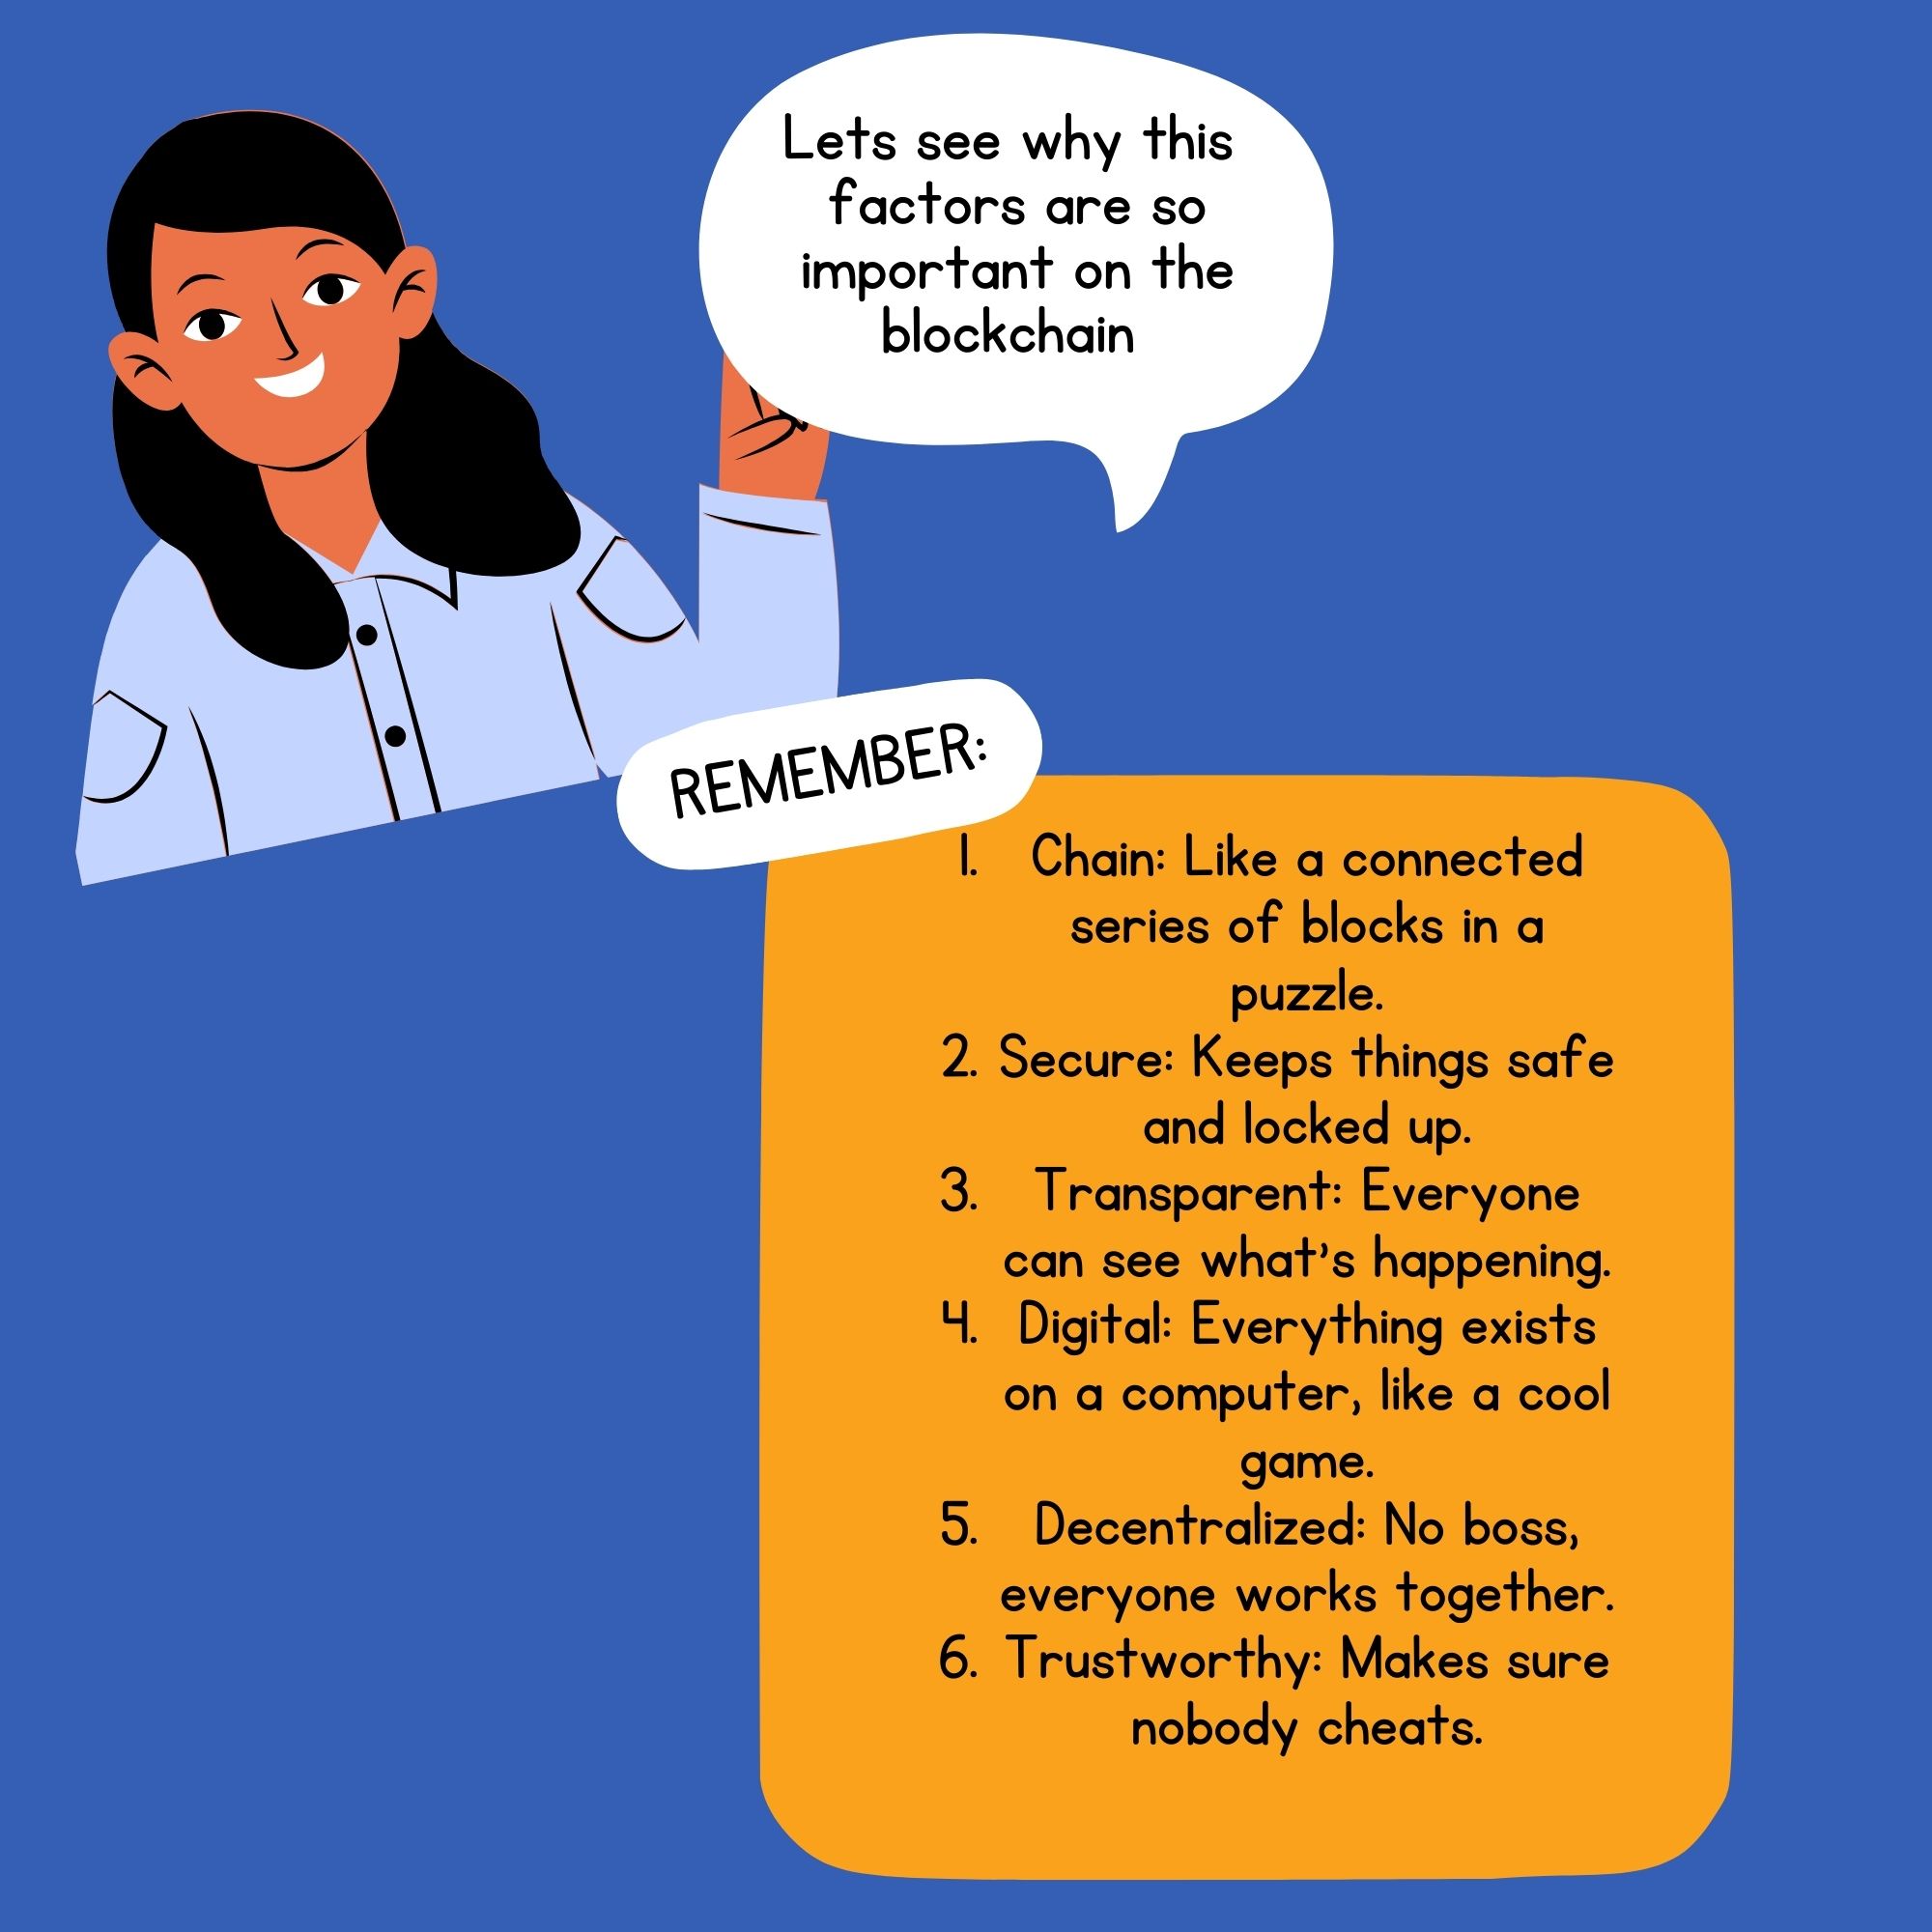 Lets see why this
factors are so
important on the
blockchain
REMEMBER:
1. Chain: Like a connected
series of blocks in a
puzzle.
2. Secure: Keeps things safe
and locked up.
3. Transparent: Everyone
can see what's happening.
4. Digital: Everything exists
on a computer, like a cool
game.
5. Decentralized: No boss,
everyone works together.
6. Trustworthy: Makes sure
nobody cheats.